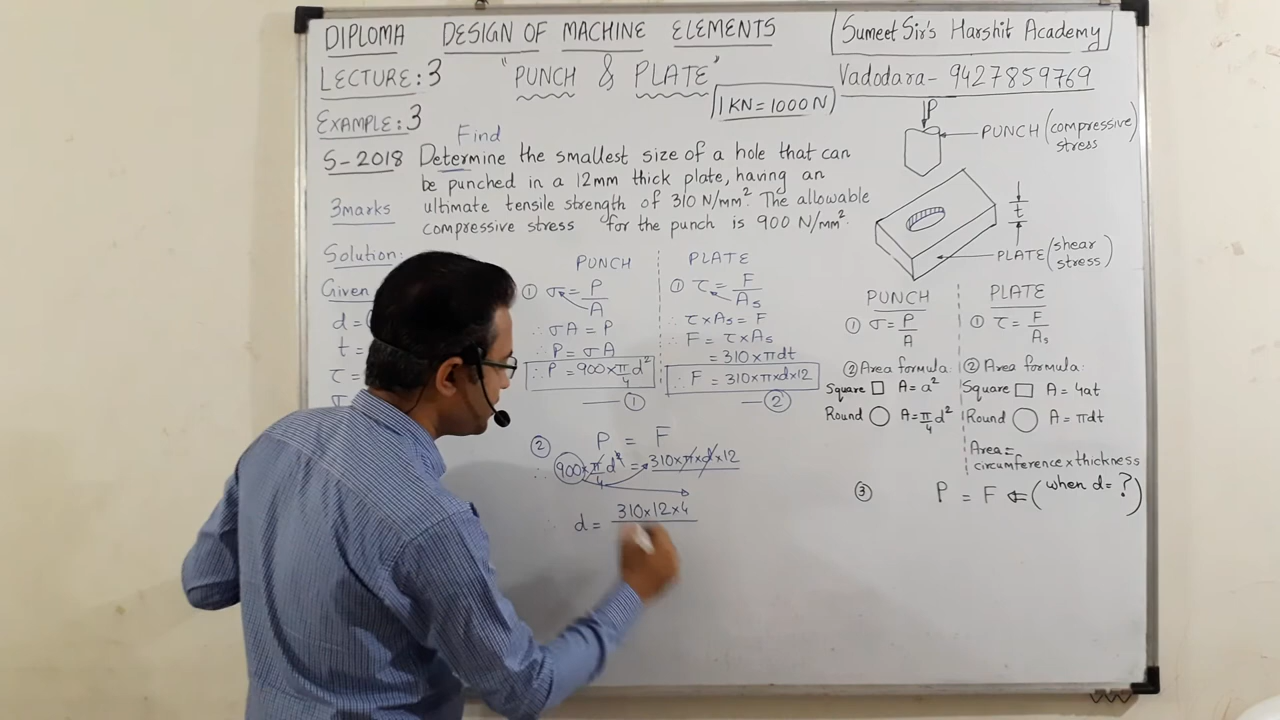 DIPLOMA DESIGN OF MACHINE ELEMENTS
Sumeet Sir's Harshit Academy
LECTURE:3 "PUNCH & PLATE"
Vadodara- 9427859769
1 KN = 1000 N
EXAMPLE:3
Find
S-2018 Determine the smallest size of a hole that can
be punched in a 12mm thick plate, having an
3marks ultimate tensile strength of 310 N/mm². The allowable
compressive stress for the punch is 900 N/mm².
P
PUNCH (compressive
stress)
t
PLATE (shear
stress)
Solution:
Given
d =
t =
τ =
σ
PUNCH
① σ = P/A
∴ σA = P
∴ P = σA
∴ P = 900×π/4 d²
①
PLATE
① τ = F/As
∴ τ×As = F
∴ F = τ×As
= 310×πdt
∴ F = 310×π×d×12
②
② P = F
∴ 900×π/4 d² = 310×π×d×12
∴ d = 310×12×4
PUNCH
① σ = P/A
② Area formula:
Square □ A = a²
Round ○ A = π/4 d²
PLATE
① τ = F/As
② Area formula:
Square □ A = 4at
Round ○ A = πdt
Area =
circumference×thickness
③ P = F ⇐ (when d = ?)